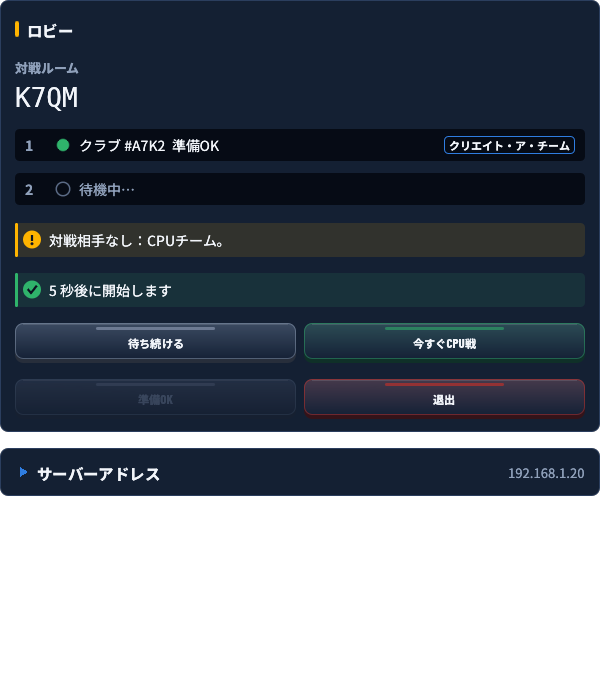 ロビー
対戦ルーム
K7QM
1 クラブ #A7K2 準備OK クリエイト・ア・チーム
2 待機中…
対戦相手なし：CPUチーム。
5 秒後に開始します
待ち続ける 今すぐCPU戦
準備OK 退出
サーバーアドレス 192.168.1.20